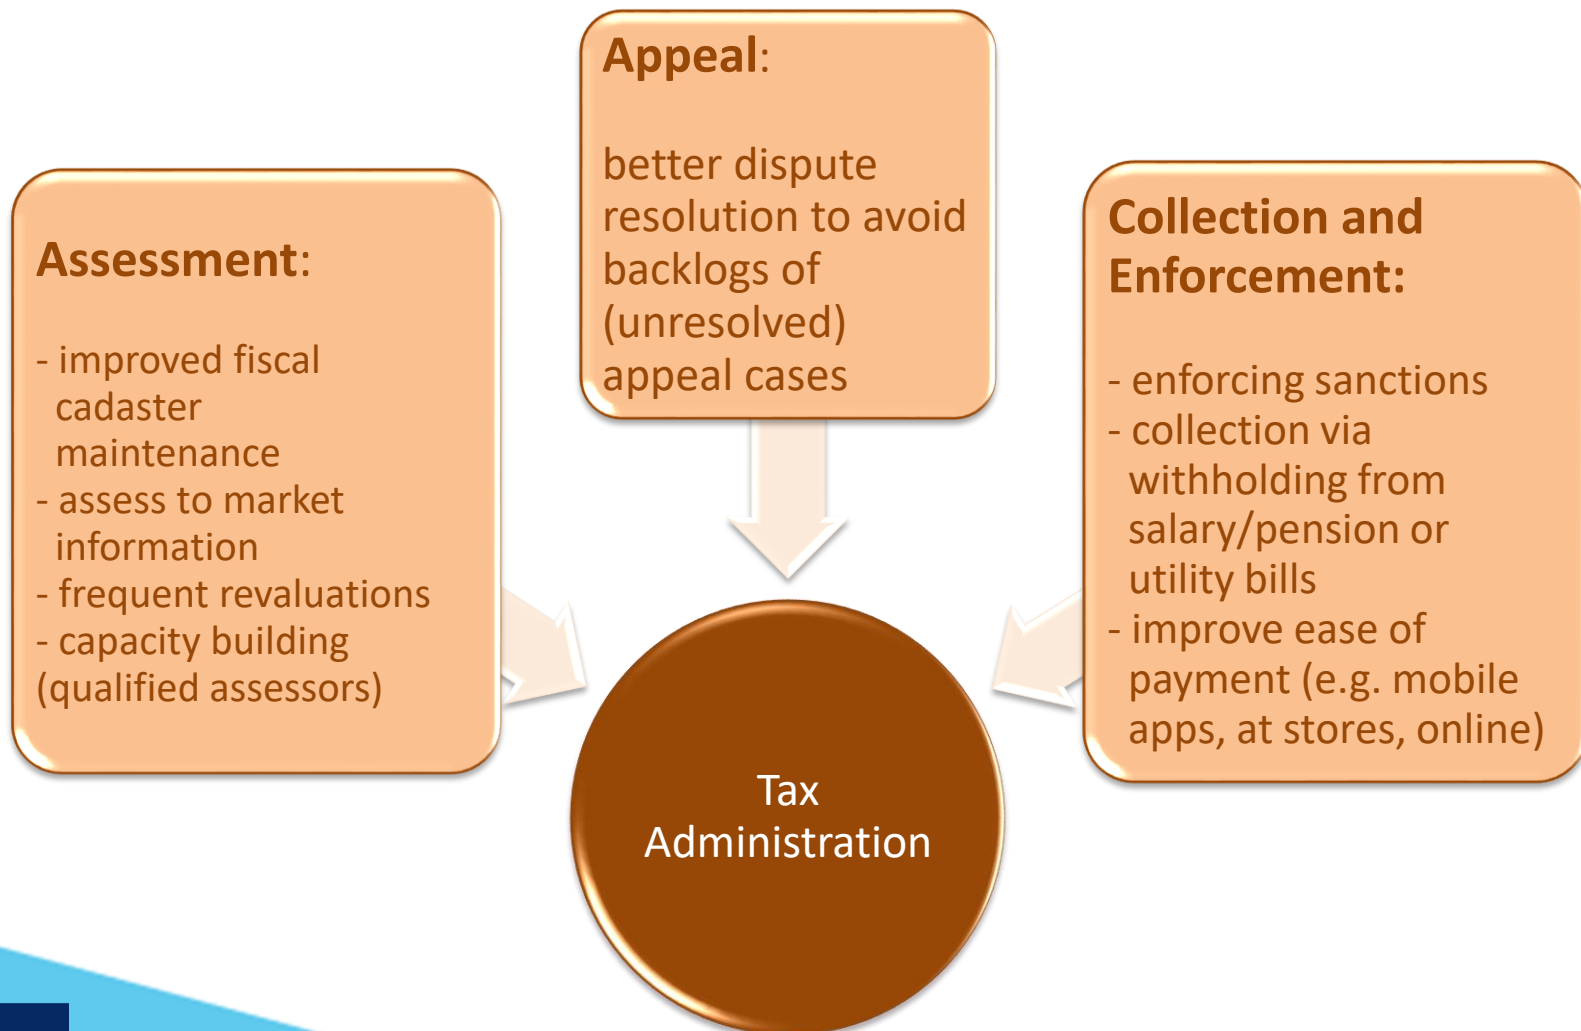 Assessment:
- improved fiscal
cadaster
maintenance
- assess to market
information
- frequent revaluations
- capacity building
(qualified assessors)
Appeal:
better dispute
resolution to avoid
backlogs of
(unresolved)
appeal cases
Collection and
Enforcement:
- enforcing sanctions
- collection via
withholding from
salary/pension or
utility bills
- improve ease of
payment (e.g. mobile
apps, at stores, online)
Tax
Administration